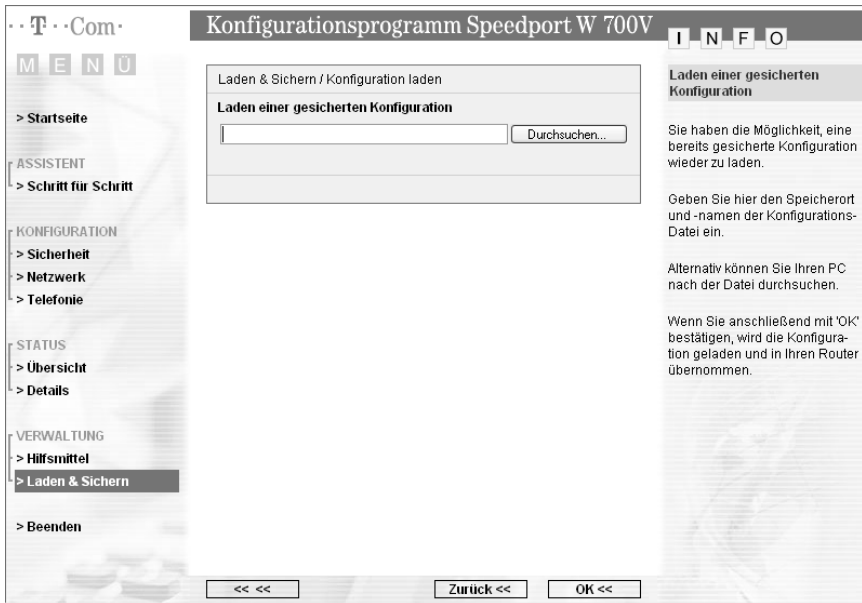 ··T··Com·
Konfigurationsprogramm Speedport W 700V
MENÜ
> Startseite
ASSISTENT
> Schritt für Schritt
KONFIGURATION
> Sicherheit
> Netzwerk
> Telefonie
STATUS
> Übersicht
> Details
VERWALTUNG
> Hilfsmittel
> Laden & Sichern
> Beenden
Laden & Sichern / Konfiguration laden
Laden einer gesicherten Konfiguration
Durchsuchen...
<< <<
Zurück <<
OK <<
INFO
Laden einer gesicherten
Konfiguration
Sie haben die Möglichkeit, eine
bereits gesicherte Konfiguration
wieder zu laden.
Geben Sie hier den Speicherort
und -namen der Konfigurations-
Datei ein.
Alternativ können Sie Ihren PC
nach der Datei durchsuchen.
Wenn Sie anschließend mit 'OK'
bestätigen, wird die Konfigura-
tion geladen und in Ihren Router
übernommen.